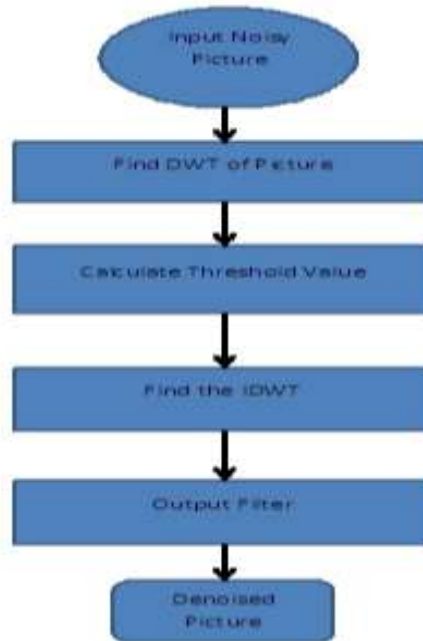 Input Noisy
Picture
Find DWT of Picture
Calculate Threshold Value
Find the IDWT
Output Filter
Denoised
Picture